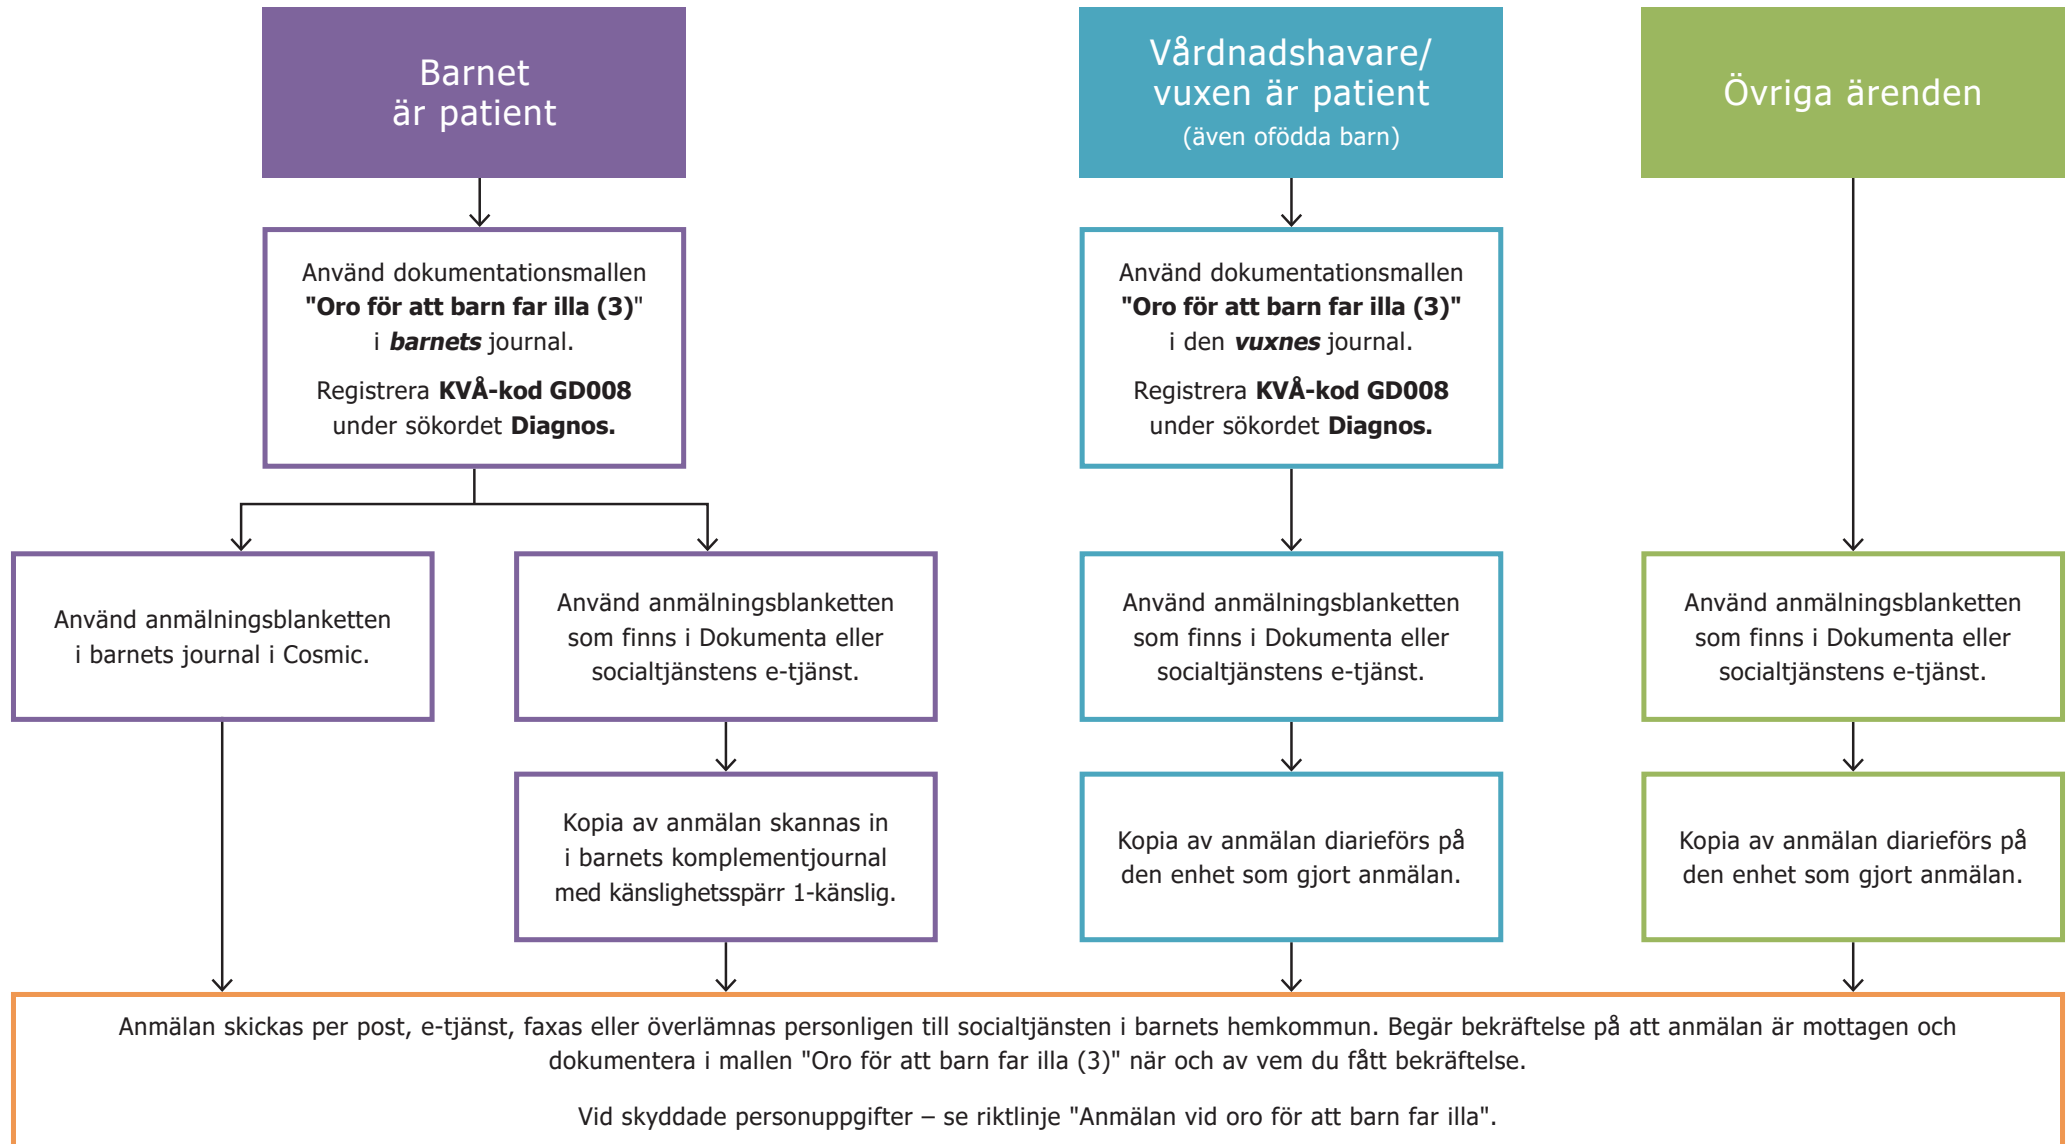 Barnet
är patient
Vårdnadshavare/
vuxen är patient
(även ofödda barn)
Övriga ärenden
Använd dokumentationsmallen
"Oro för att barn far illa (3)"
i barnets journal.
Registrera KVÅ-kod GD008
under sökordet Diagnos.
Använd dokumentationsmallen
"Oro för att barn far illa (3)"
i den vuxnes journal.
Registrera KVÅ-kod GD008
under sökordet Diagnos.
Använd anmälningsblanketten
i barnets journal i Cosmic.
Använd anmälningsblanketten
som finns i Dokumenta eller
socialtjänstens e-tjänst.
Använd anmälningsblanketten
som finns i Dokumenta eller
socialtjänstens e-tjänst.
Använd anmälningsblanketten
som finns i Dokumenta eller
socialtjänstens e-tjänst.
Kopia av anmälan skannas in
i barnets komplementjournal
med känslighetsspärr 1-känslig.
Kopia av anmälan diarieförs på
den enhet som gjort anmälan.
Kopia av anmälan diarieförs på
den enhet som gjort anmälan.
Anmälan skickas per post, e-tjänst, faxas eller överlämnas personligen till socialtjänsten i barnets hemkommun. Begär bekräftelse på att anmälan är mottagen och
dokumentera i mallen "Oro för att barn far illa (3)" när och av vem du fått bekräftelse.
Vid skyddade personuppgifter – se riktlinje "Anmälan vid oro för att barn far illa".